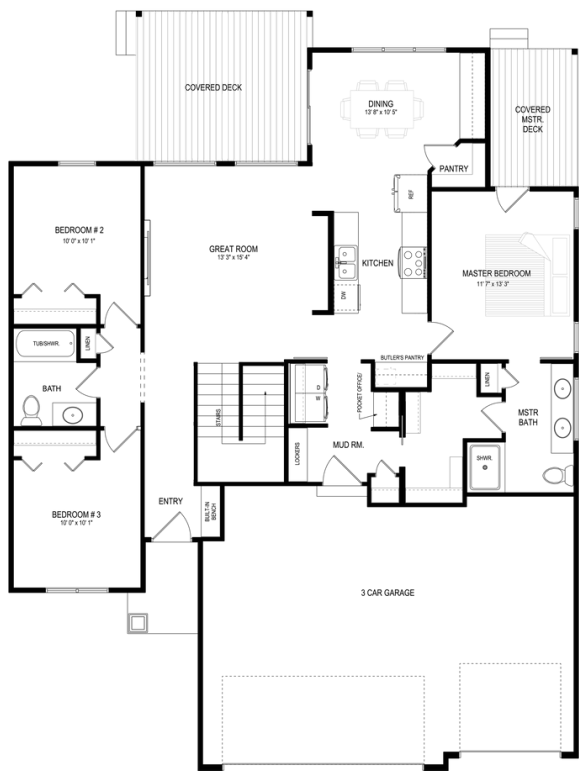 COVERED DECK
DINING
13' 8" x 10' 5"
COVERED
MSTR.
DECK
PANTRY
REF
BEDROOM # 2
10' 0" x 10' 1"
GREAT ROOM
13' 3" x 15' 4"
KITCHEN
MASTER BEDROOM
11' 7" x 13' 3"
DW
TUB/SHWR.
LINEN
BUTLER'S PANTRY
BATH
STAIRS
POCKET OFFICE/
LINEN
MSTR
BATH
LOCKERS
MUD RM.
SHWR.
BEDROOM # 3
10' 0" x 10' 1"
ENTRY
BUILT-IN
BENCH
3 CAR GARAGE